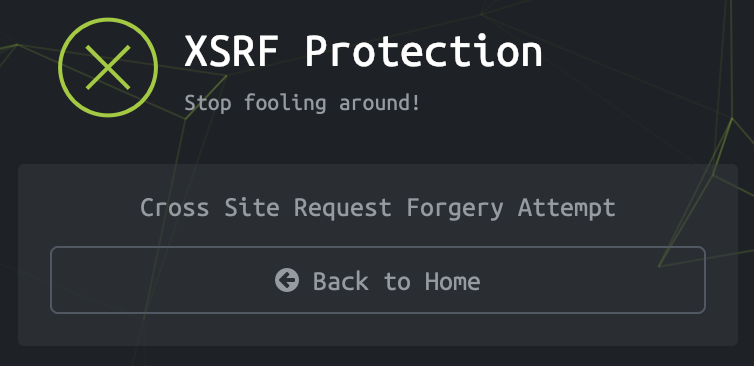 XSRF Protection
Stop fooling around!
Cross Site Request Forgery Attempt
Back to Home